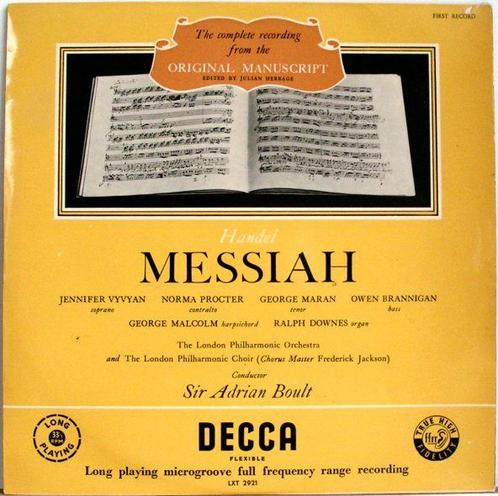 FIRST RECORD
The complete recording
from the
ORIGINAL MANUSCRIPT
EDITED BY JULIAN HERBAGE
Handel
MESSIAH
JENNIFER VYVYAN NORMA PROCTER GEORGE MARAN OWEN BRANNIGAN
soprano contralto tenor bass
GEORGE MALCOLM harpsichord RALPH DOWNES organ
The London Philharmonic Orchestra
and The London Philharmonic Choir (Chorus Master Frederick Jackson)
Conductor
Sir Adrian Boult
LONG
33⅓
RPM
PLAYING
DECCA
FLEXIBLE
TRUE HIGH
ffrr
FIDELITY
Long playing microgroove full frequency range recording
LXT 2921